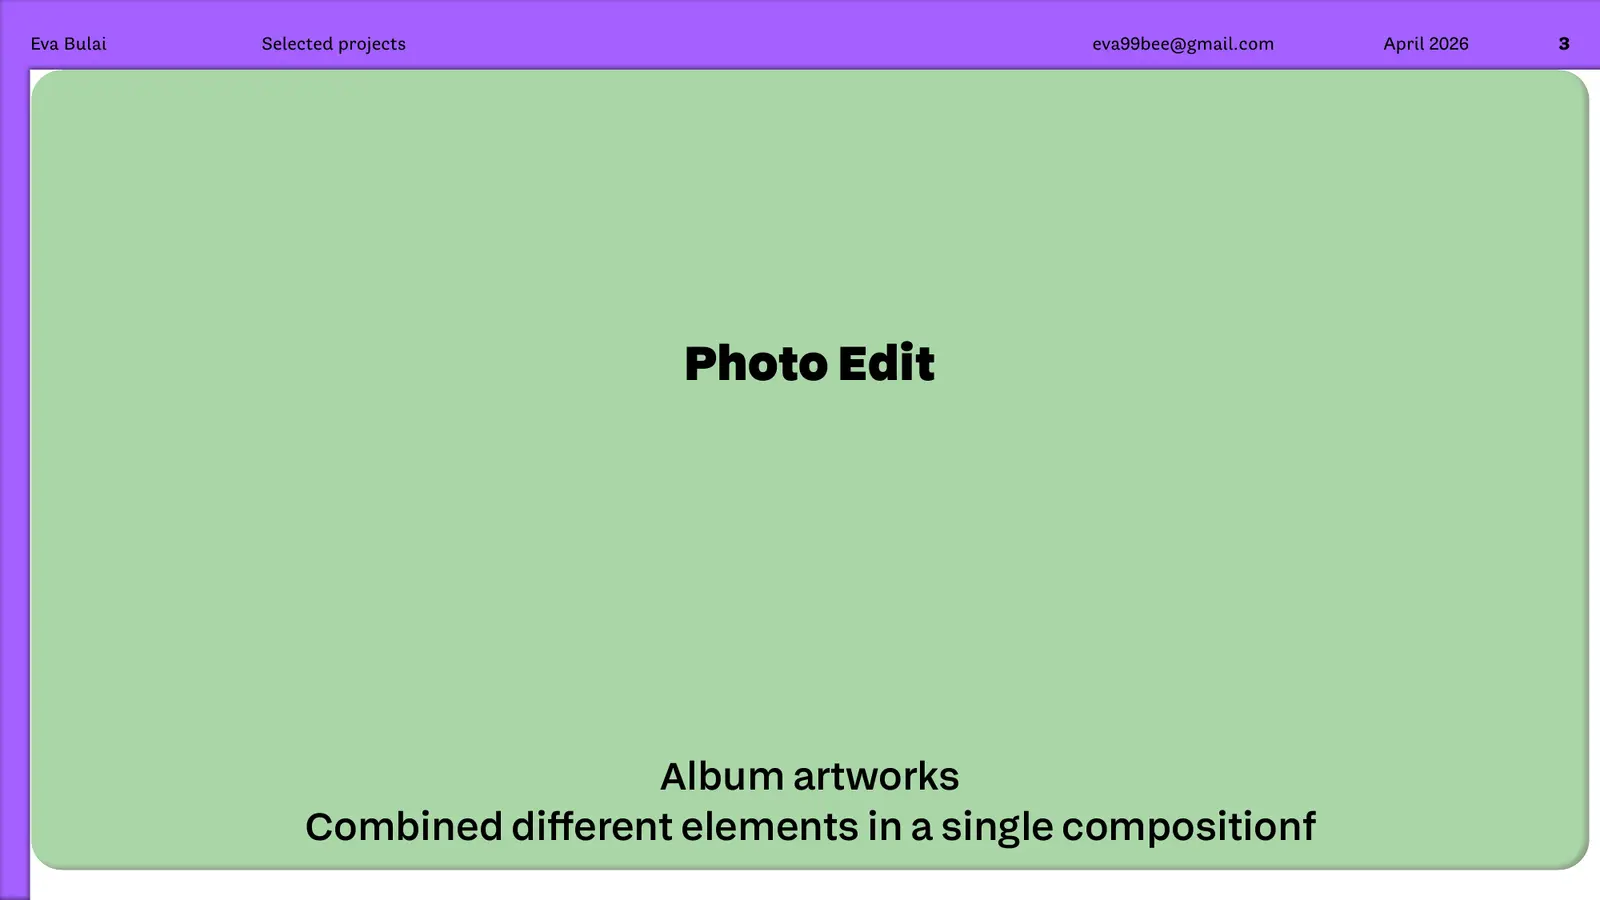 Eva Bulai Selected projects eva99bee@gmail.com April 2026 3
Photo Edit
Album artworks
Combined different elements in a single compositionf